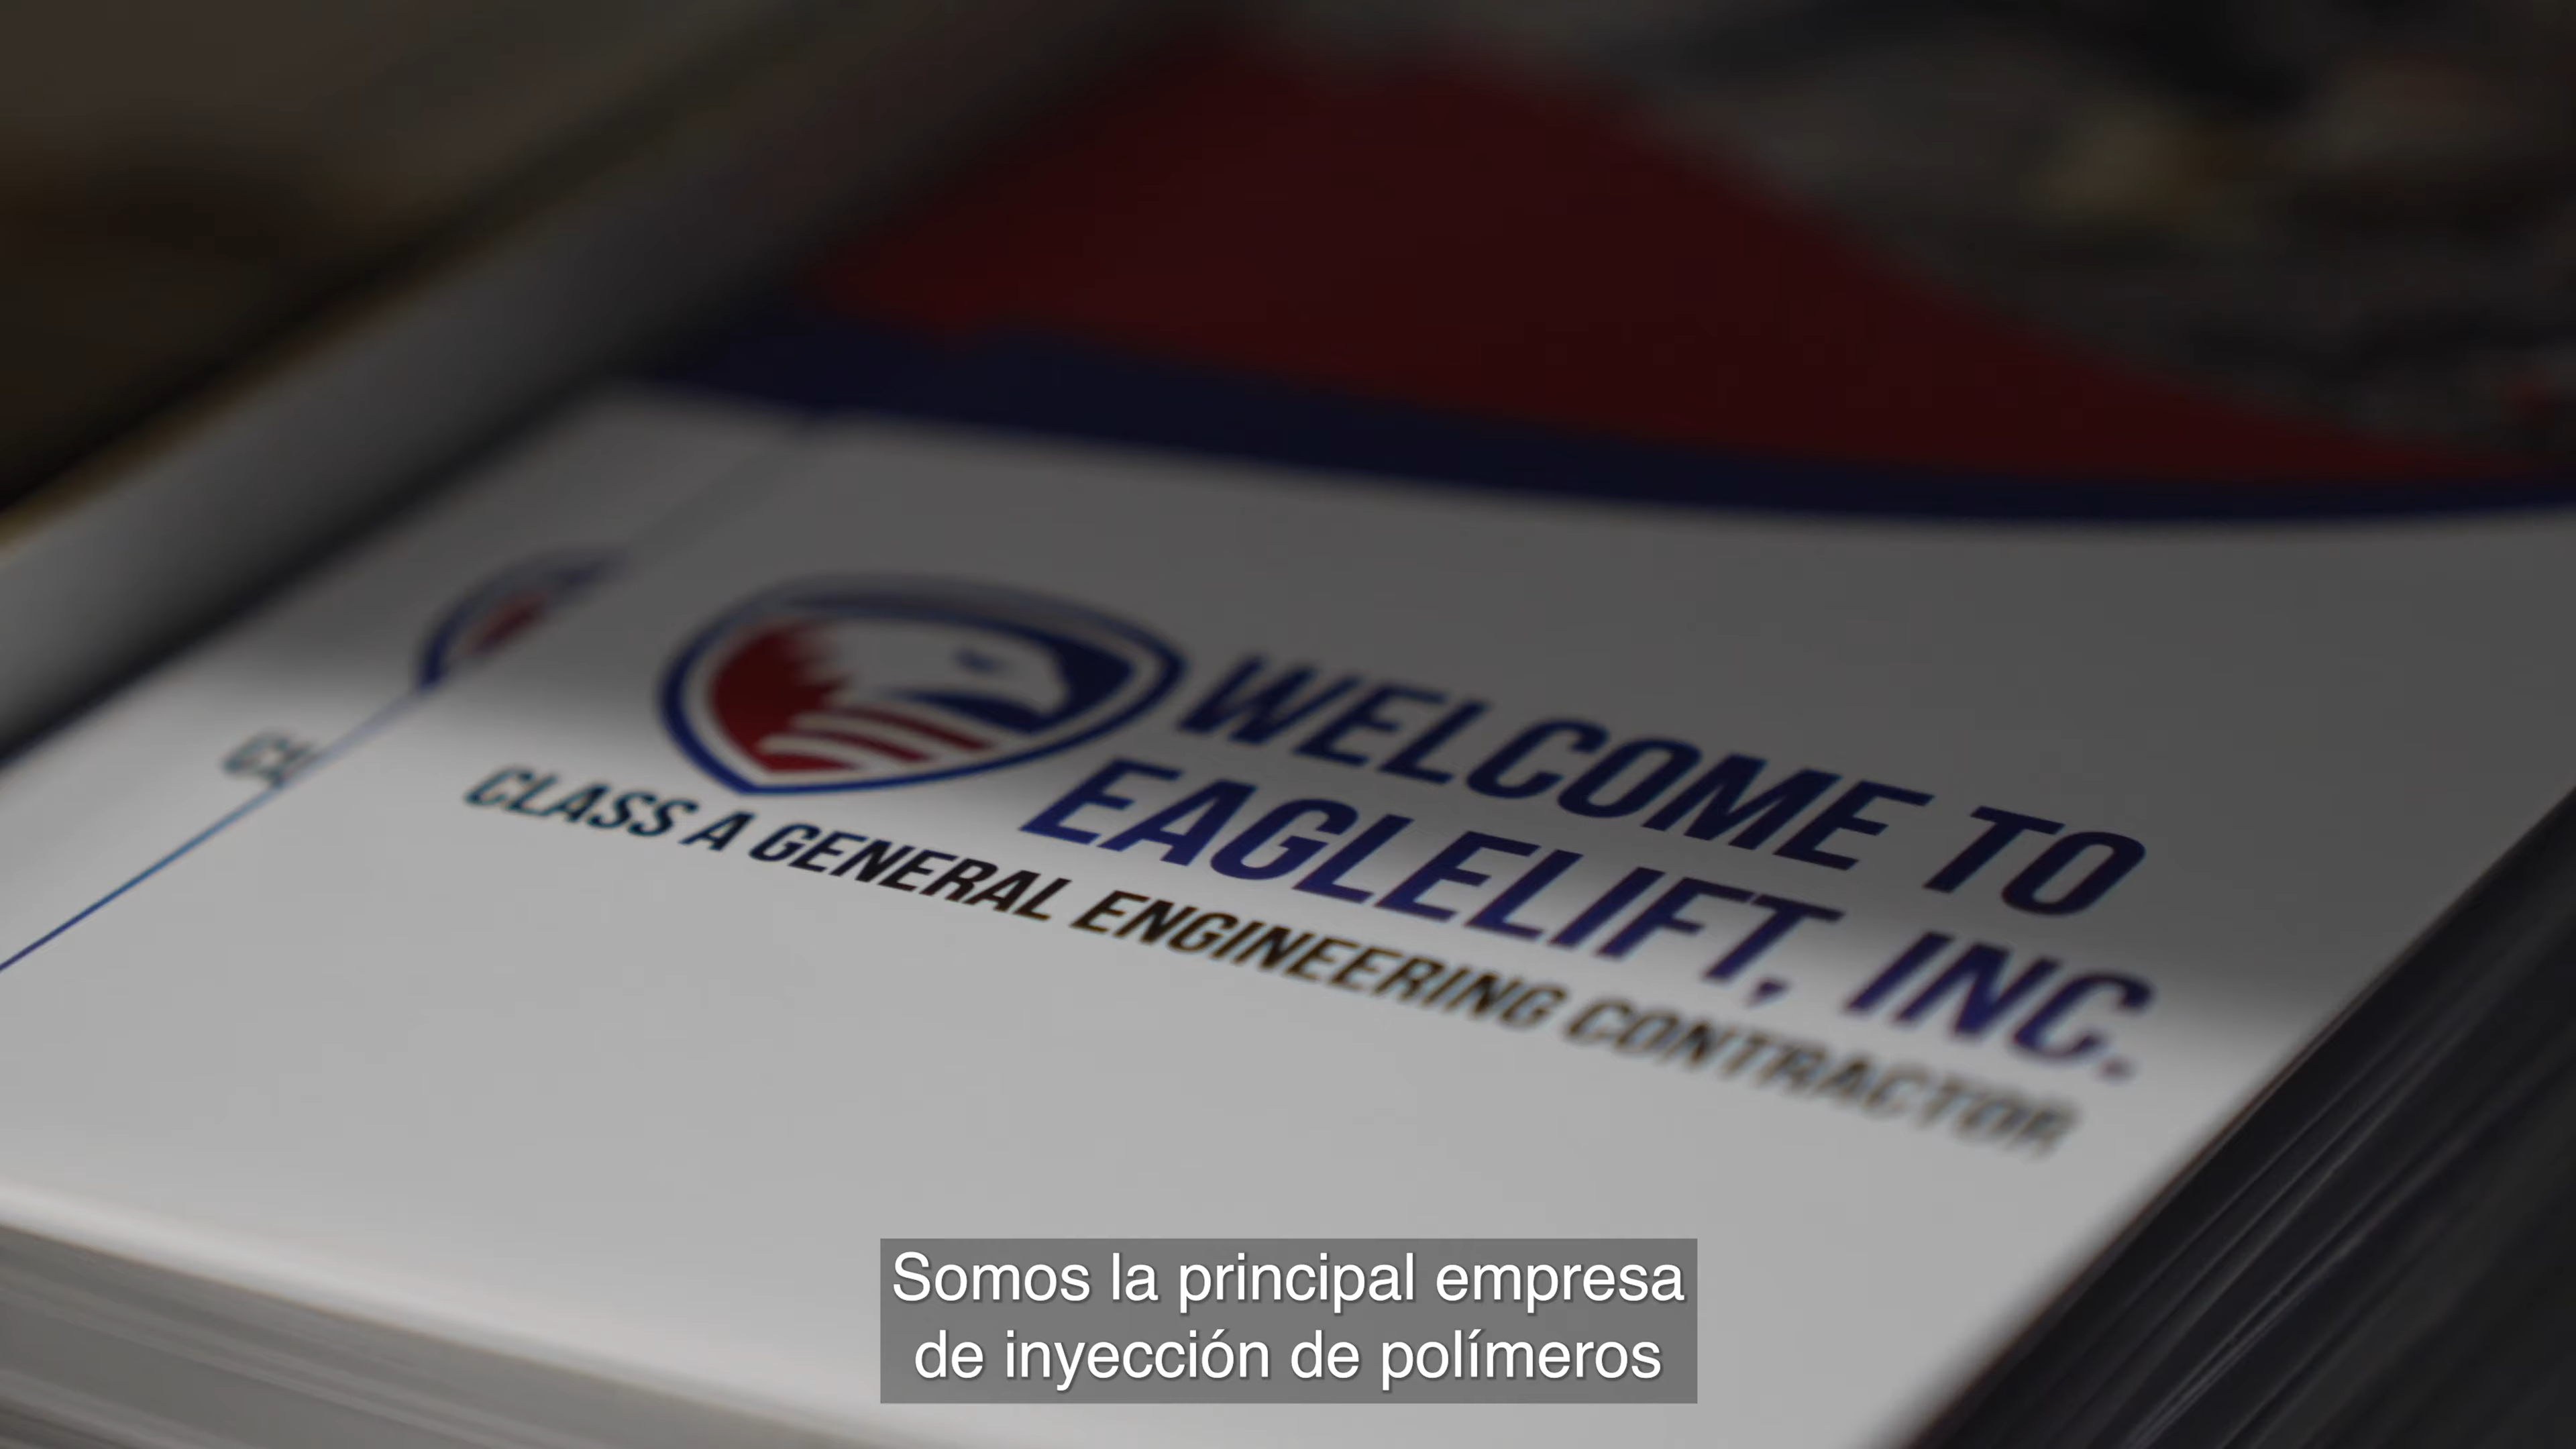 WELCOME TO
EAGLELIFT, INC.
CLASS A GENERAL ENGINEERING CONTRACTOR
Somos la principal empresa
de inyección de polímeros